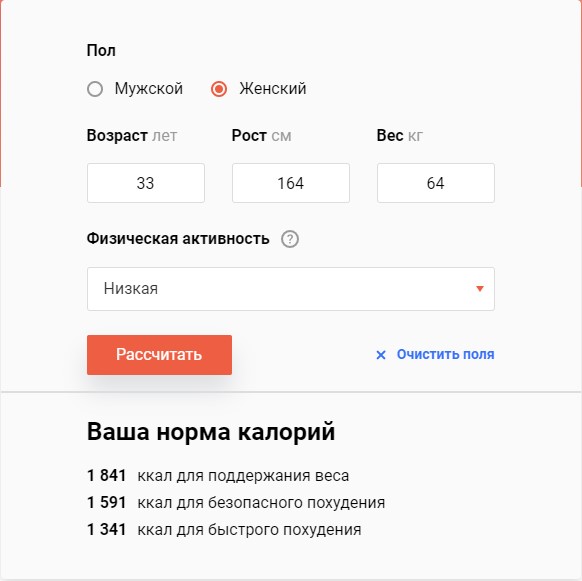 Пол
Мужской Женский
Возраст лет Рост см Вес кг
33 164 64
Физическая активность ?
Низкая
Рассчитать × Очистить поля
Ваша норма калорий
1 841 ккал для поддержания веса
1 591 ккал для безопасного похудения
1 341 ккал для быстрого похудения